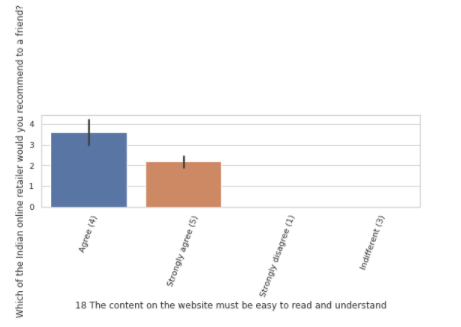 Which of the Indian online retailer would you recommend to a friend?
4
3
2
1
0
Agree (4)
Strongly agree (5)
Strongly disagree (1)
Indifferent (3)
18 The content on the website must be easy to read and understand